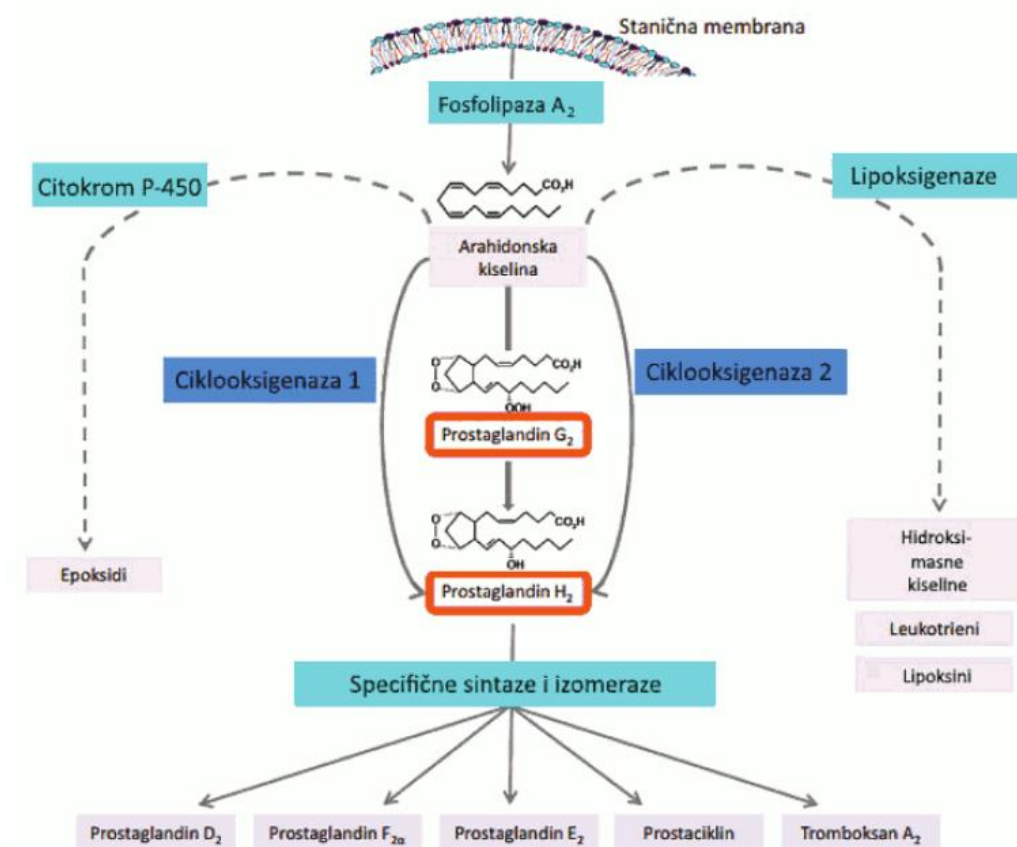 Stanična membrana
Fosfolipaza A₂
Citokrom P-450
Lipoksigenaze
CO₂H
Arahidonska
kiselina
O
O
CO₂H
OOH
Ciklooksigenaza 1
Ciklooksigenaza 2
Prostaglandin G₂
O
O
CO₂H
OH
Prostaglandin H₂
Epoksidi
Hidroksi-
masne
kiseline
Leukotrieni
Lipoksini
Specifične sintaze i izomeraze
Prostaglandin D₂
Prostaglandin F₂α
Prostaglandin E₂
Prostaciklin
Tromboksan A₂